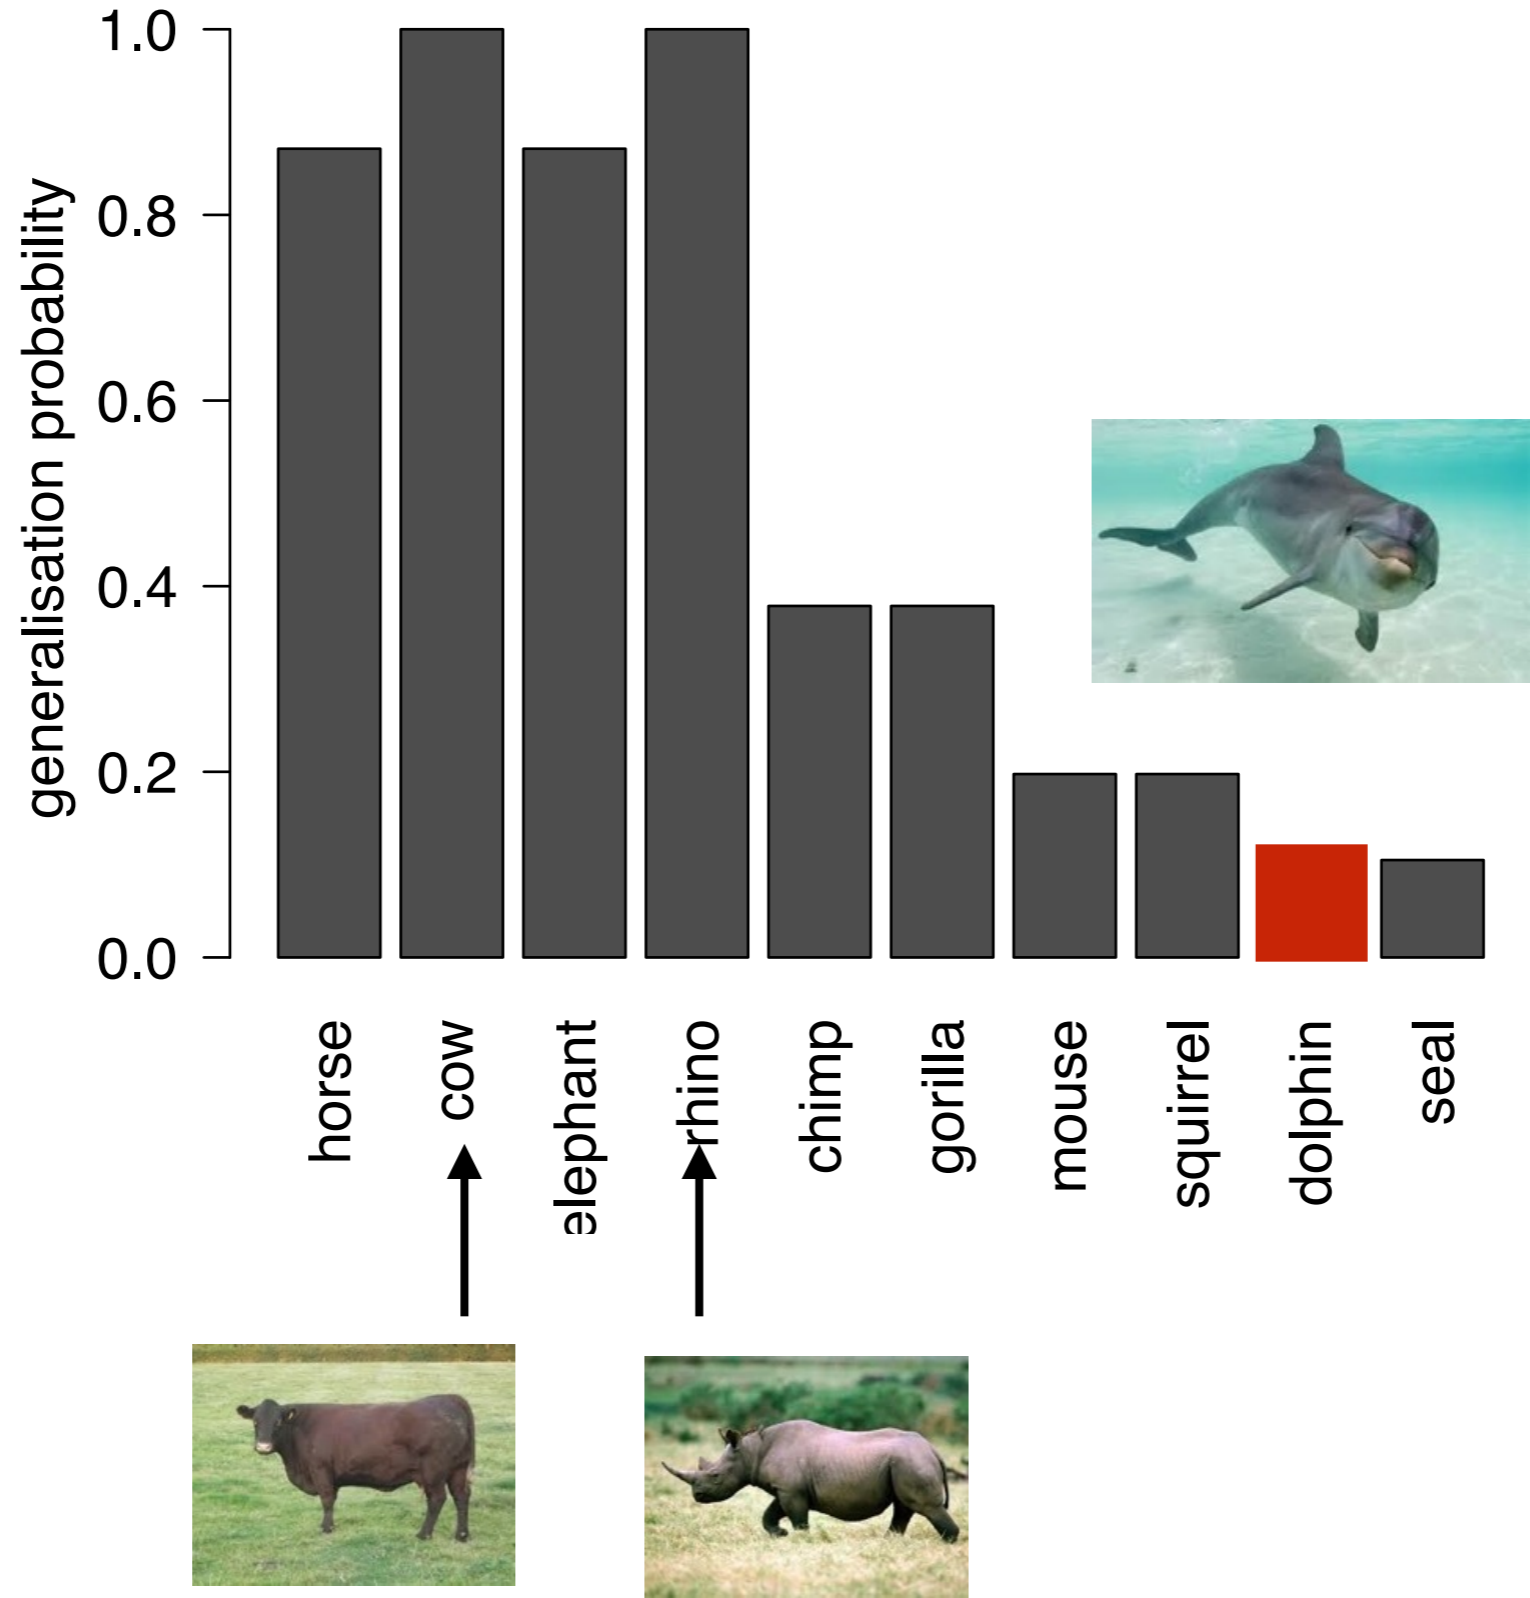 generalisation probability
1.0
0.8
0.6
0.4
0.2
0.0
horse
cow
elephant
rhino
chimp
gorilla
mouse
squirrel
dolphin
seal